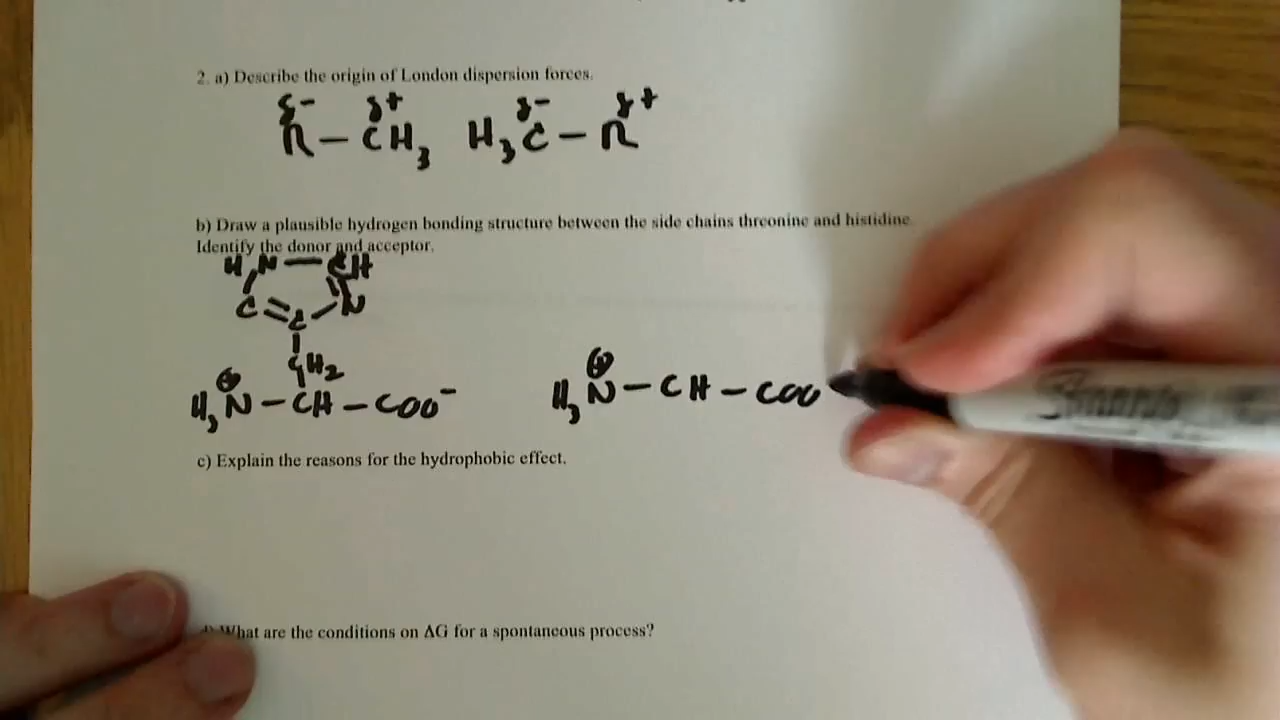 2. a) Describe the origin of London dispersion forces.
δ- δ+ δ- δ+
R - CH3 H3C - R
b) Draw a plausible hydrogen bonding structure between the side chains threonine and histidine.
Identify the donor and acceptor.
H N - CH
C = C - N
CH2
H3N⊕ - CH - COO- H3N⊕ - CH - COO
c) Explain the reasons for the hydrophobic effect.
What are the conditions on ΔG for a spontaneous process?